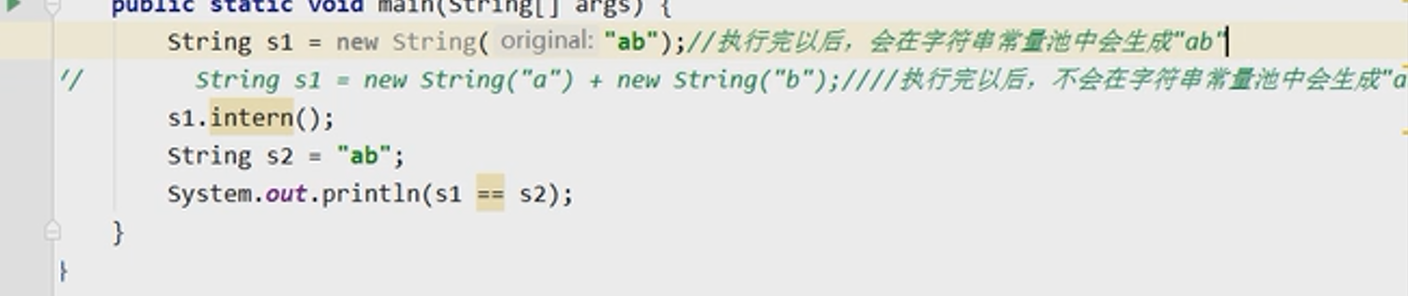 public static void main(String[] args) {
String s1 = new String( original: "ab");//执行完以后，会在字符串常量池中会生成"ab"
// String s1 = new String("a") + new String("b");////执行完以后，不会在字符串常量池中会生成"a
s1.intern();
String s2 = "ab";
System.out.println(s1 == s2);
}
}